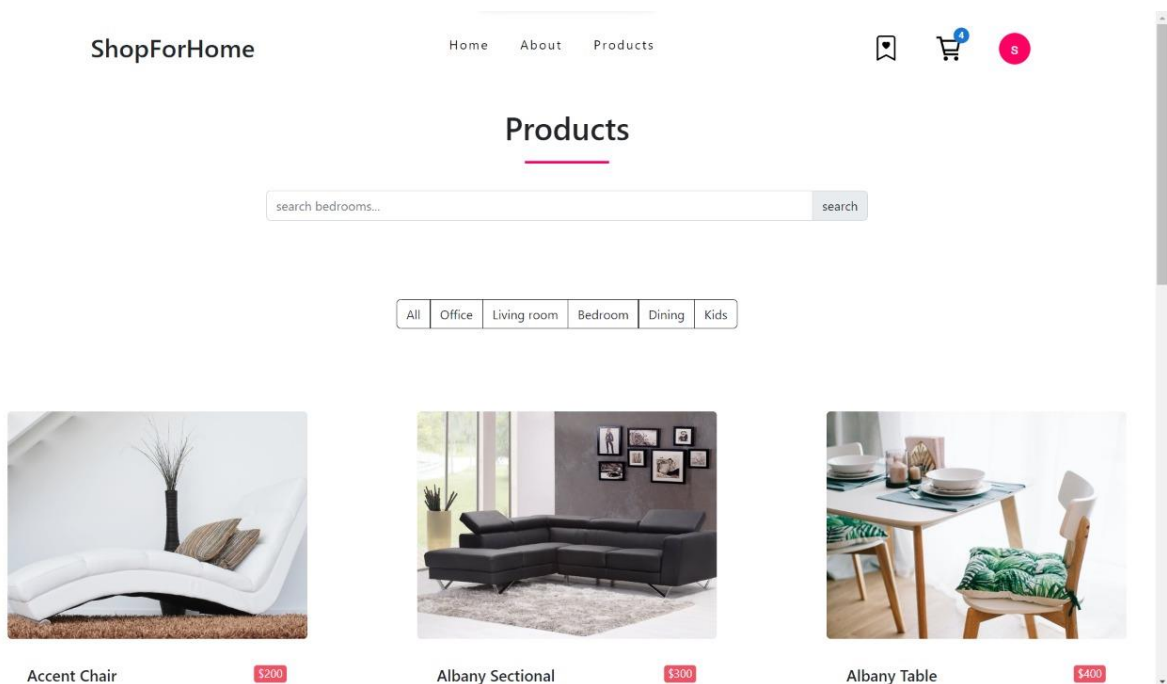 ShopForHome
Home About Products
4
S
Products
search bedrooms...
search
All Office Living room Bedroom Dining Kids
Accent Chair $200
Albany Sectional $300
Albany Table $400